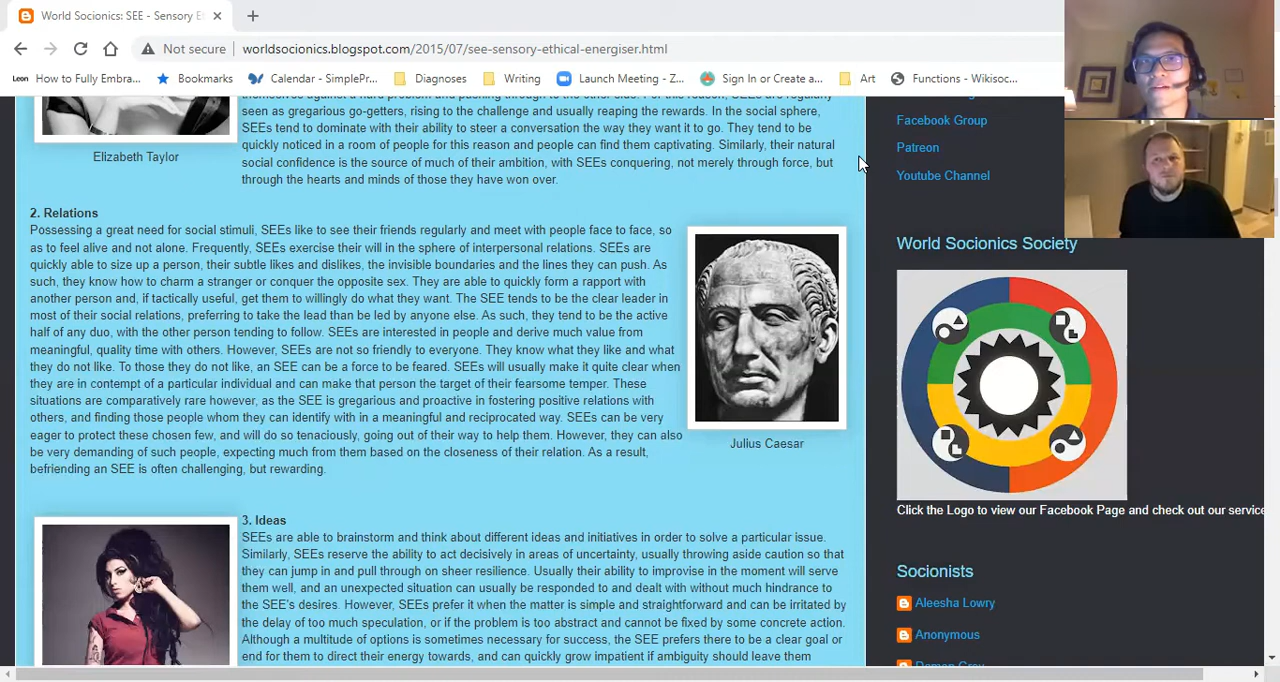 World Socionics: SEE - Sensory Et
Not secure
worldsocionics.blogspot.com/2015/07/see-sensory-ethical-energiser.html
Leon How to Fully Embra...
Bookmarks
Calendar - SimplePr...
Diagnoses
Writing
Launch Meeting - Z...
Sign In or Create a...
Art
Functions - Wikisoc...
Elizabeth Taylor
seen as gregarious go-getters, rising to the challenge and usually reaping the rewards. In the social sphere,
SEEs tend to dominate with their ability to steer a conversation the way they want it to go. They tend to be
quickly noticed in a room of people for this reason and people can find them captivating. Similarly, their natural
social confidence is the source of much of their ambition, with SEEs conquering, not merely through force, but
through the hearts and minds of those they have won over.
2. Relations
Possessing a great need for social stimuli, SEEs like to see their friends regularly and meet with people face to face, so
as to feel alive and not alone. Frequently, SEEs exercise their will in the sphere of interpersonal relations. SEEs are
quickly able to size up a person, their subtle likes and dislikes, the invisible boundaries and the lines they can push. As
such, they know how to charm a stranger or conquer the opposite sex. They are able to quickly form a rapport with
another person and, if tactically useful, get them to willingly do what they want. The SEE tends to be the clear leader in
most of their social relations, preferring to take the lead than be led by anyone else. As such, they tend to be the active
half of any duo, with the other person tending to follow. SEEs are interested in people and derive much value from
meaningful, quality time with others. However, SEEs are not so friendly to everyone. They know what they like and what
they do not like. To those they do not like, an SEE can be a force to be feared. SEEs will usually make it quite clear when
they are in contempt of a particular individual and can make that person the target of their fearsome temper. These
situations are comparatively rare however, as the SEE is gregarious and proactive in fostering positive relations with
others, and finding those people whom they can identify with in a meaningful and reciprocated way. SEEs can be very
eager to protect these chosen few, and will do so tenaciously, going out of their way to help them. However, they can also
be very demanding of such people, expecting much from them based on the closeness of their relation. As a result,
befriending an SEE is often challenging, but rewarding.
Julius Caesar
3. Ideas
SEEs are able to brainstorm and think about different ideas and initiatives in order to solve a particular issue.
Similarly, SEEs reserve the ability to act decisively in areas of uncertainty, usually throwing aside caution so that
they can jump in and pull through on sheer resilience. Usually their ability to improvise in the moment will serve
them well, and an unexpected situation can usually be responded to and dealt with without much hindrance to
the SEE's desires. However, SEEs prefer it when the matter is simple and straightforward and can be irritated by
the delay of too much speculation, or if the problem is too abstract and cannot be fixed by some concrete action.
Although a multitude of options is sometimes necessary for success, the SEE prefers there to be a clear goal or
end for them to direct their energy towards, and can quickly grow impatient if ambiguity should leave them
Facebook Group
Patreon
Youtube Channel
World Socionics Society
Click the Logo to view our Facebook Page and check out our service
Socionists
Aleesha Lowry
Anonymous